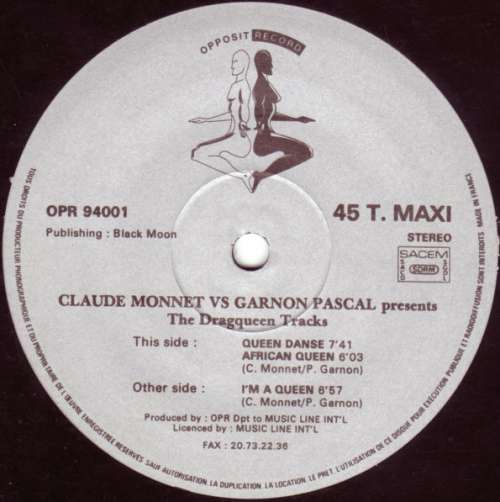 OPPOSIT RECORD
OPR 94001
45 T. MAXI
Publishing : Black Moon
STEREO
SACEM
SACD SDRM SGDL
CLAUDE MONNET VS GARNON PASCAL presents
The Dragqueen Tracks
This side : QUEEN DANSE 7'41
AFRICAN QUEEN 6'03
(C. Monnet/P. Garnon)
Other side : I'M A QUEEN 6'57
(C. Monnet/P. Garnon)
Produced by : OPR Dpt to MUSIC LINE INT'L
Licenced by : MUSIC LINE INT'L
FAX : 20.73.22.36
TOUS DROITS DU PRODUCTEUR PHONOGRAPHIQUE ET DU PROPRIETAIRE DE L'ŒUVRE ENREGISTREE RESERVES SAUF AUTORISATION. LA DUPLICATION, LA LOCATION. LE PRET. L'UTILISATION DE CE DISQUE POUR EXECUTION PUBLIQUE ET RADIODIFFUSION SONT INTERDITS. MADE IN FRANCE